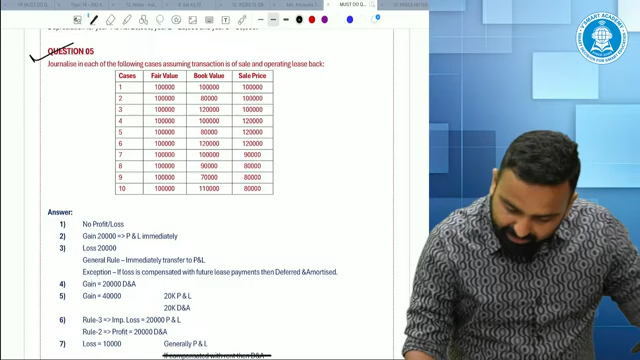 QUESTION 05
Journalise in each of the following cases assuming transaction is of sale and operating lease back:
Cases Fair Value Book Value Sale Price
1 100000 100000 100000
2 100000 80000 100000
3 100000 120000 100000
4 100000 100000 120000
5 100000 80000 120000
6 100000 120000 120000
7 100000 100000 90000
8 100000 90000 80000
9 100000 70000 80000
10 100000 110000 80000
Answer:
1) No Profit/Loss
2) Gain 20000 => P & L immediately
3) Loss 20000
General Rule – Immediately transfer to P&L
Exception – If loss is compensated with future lease payments then Deferred & Amortised.
4) Gain = 20000 D&A
5) Gain = 40000 20K P & L
20K D&A
6) Rule-3 => Imp. Loss = 20000 P & L
Rule-2 => Profit = 20000 D&A
7) Loss = 10000 Generally P & L
If compensated with rent then D&A
V'SMART ACADEMY